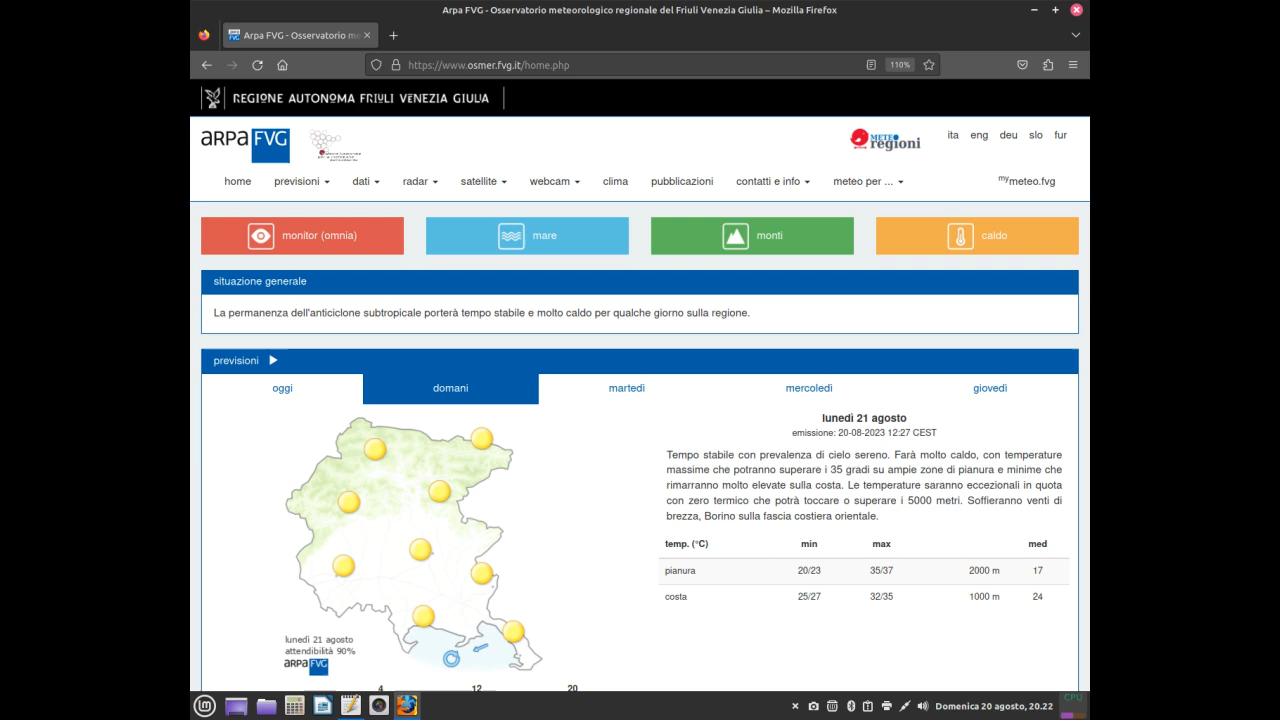 Arpa FVG - Osservatorio meteorologico regionale del Friuli Venezia Giulia – Mozilla Firefox
Arpa FVG - Osservatorio me
https://www.osmer.fvg.it/home.php
110%
REGIONE AUTONOMA FRIULI VENEZIA GIULIA
arpa FVG
METEO regioni
ita eng deu slo fur
home previsioni dati radar satellite webcam clima pubblicazioni contatti e info meteo per ... mymeteo.fvg
monitor (omnia) mare monti caldo
situazione generale
La permanenza dell'anticiclone subtropicale porterà tempo stabile e molto caldo per qualche giorno sulla regione.
previsioni
oggi domani martedì mercoledì giovedì
lunedì 21 agosto
emissione: 20-08-2023 12:27 CEST
Tempo stabile con prevalenza di cielo sereno. Farà molto caldo, con temperature
massime che potranno superare i 35 gradi su ampie zone di pianura e minime che
rimarranno molto elevate sulla costa. Le temperature saranno eccezionali in quota
con zero termico che potrà toccare o superare i 5000 metri. Soffieranno venti di
brezza, Borino sulla fascia costiera orientale.
temp. (°C) min max med
pianura 20/23 35/37 2000 m 17
costa 25/27 32/35 1000 m 24
lunedì 21 agosto
attendibilità 90%
arpa FVG
4 12 20
Domenica 20 agosto, 20.22
CPU